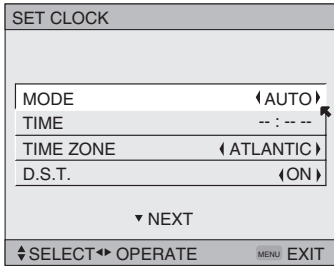 SET CLOCK
MODE AUTO
TIME -- : -- --
TIME ZONE ATLANTIC
D.S.T. ON
NEXT
SELECT OPERATE MENU EXIT